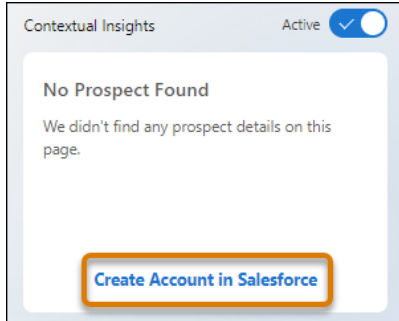 Contextual Insights Active
No Prospect Found
We didn't find any prospect details on this
page.
Create Account in Salesforce